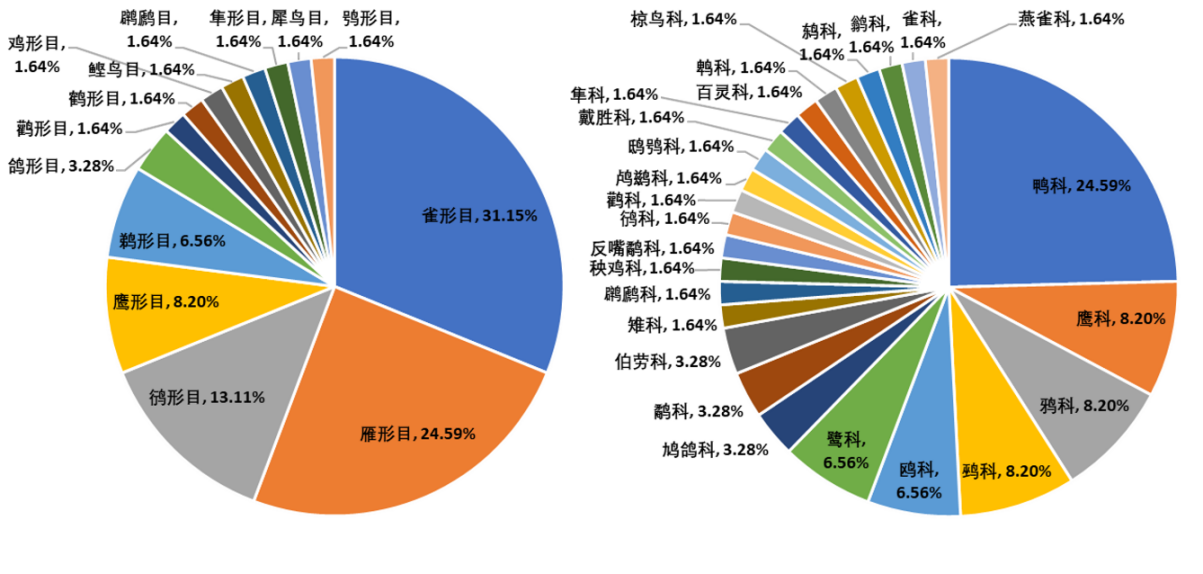 䴙䴘目,
1.64%
隼形目,
1.64%
犀鸟目,
1.64%
鸮形目,
1.64%
鸡形目,
1.64%
鲣鸟目, 1.64%
鹤形目, 1.64%
鹳形目, 1.64%
鸽形目, 3.28%
鹈形目, 6.56%
鹰形目, 8.20%
鸻形目, 13.11%
雁形目, 24.59%
雀形目, 31.15%
椋鸟科, 1.64%
鸫科,
1.64%
鹟科,
1.64%
雀科,
1.64%
燕雀科, 1.64%
鹎科, 1.64%
百灵科, 1.64%
隼科, 1.64%
戴胜科, 1.64%
鸱鸮科, 1.64%
鸬鹚科, 1.64%
鹳科, 1.64%
鸻科, 1.64%
反嘴鹬科, 1.64%
秧鸡科, 1.64%
䴙䴘科, 1.64%
雉科, 1.64%
伯劳科, 3.28%
鹬科, 3.28%
鸠鸽科, 3.28%
鹭科,
6.56%
鸥科,
6.56%
鹀科, 8.20%
鸦科, 8.20%
鹰科, 8.20%
鸭科, 24.59%